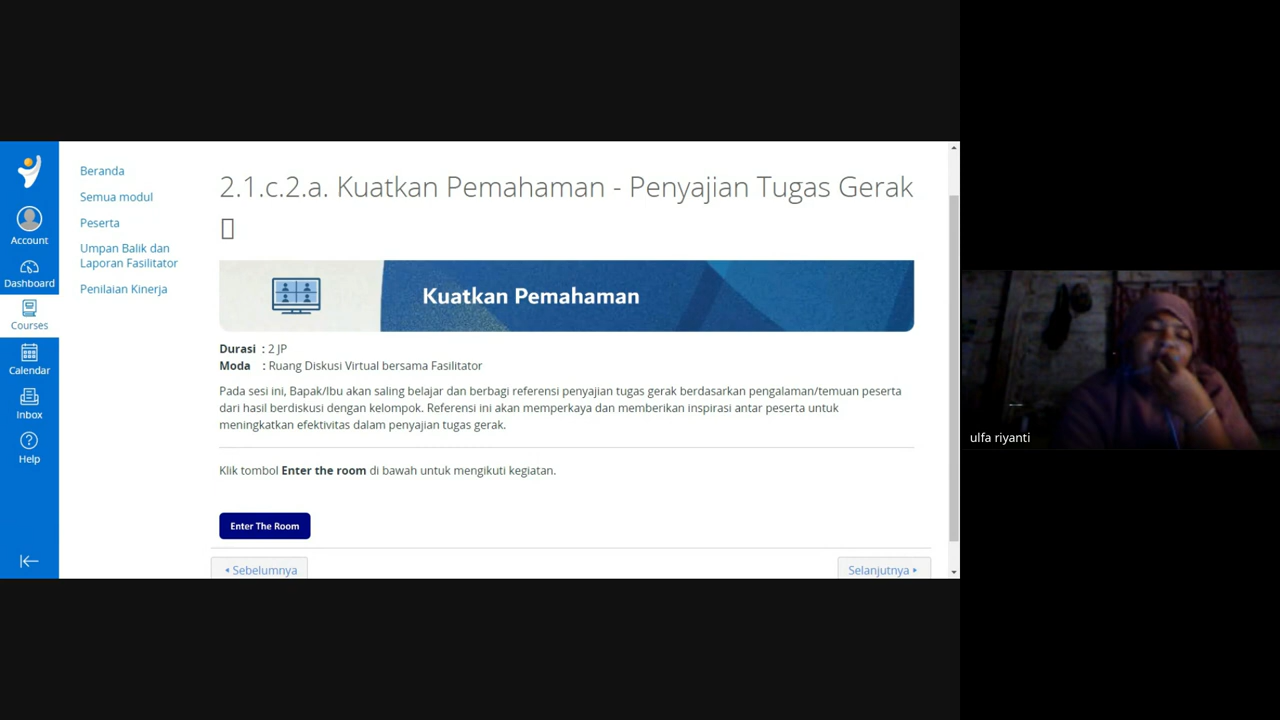 Account
Dashboard
Courses
Calendar
Inbox
Help
Beranda
Semua modul
Peserta
Umpan Balik dan
Laporan Fasilitator
Penilaian Kinerja
2.1.c.2.a. Kuatkan Pemahaman - Penyajian Tugas Gerak
Kuatkan Pemahaman
Durasi : 2 JP
Moda : Ruang Diskusi Virtual bersama Fasilitator
Pada sesi ini, Bapak/Ibu akan saling belajar dan berbagi referensi penyajian tugas gerak berdasarkan pengalaman/temuan peserta
dari hasil berdiskusi dengan kelompok. Referensi ini akan memperkaya dan memberikan inspirasi antar peserta untuk
meningkatkan efektivitas dalam penyajian tugas gerak.
Klik tombol Enter the room di bawah untuk mengikuti kegiatan.
Enter The Room
Sebelumnya
Selanjutnya
ulfa riyanti